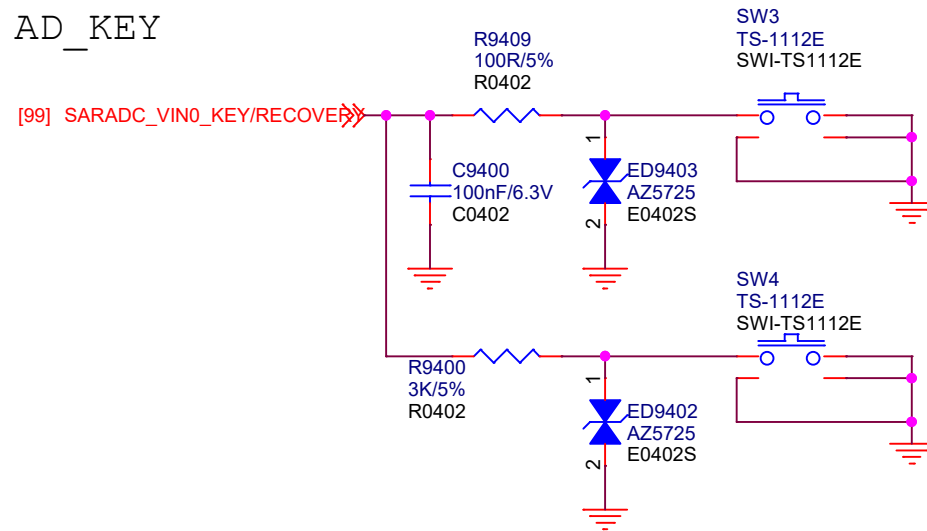 AD_KEY
SW3
TS-1112E
SWI-TS1112E
R9409
100R/5%
R0402
[99] SARADC_VIN0_KEY/RECOVERY
C9400
100nF/6.3V
C0402
1
2
ED9403
AZ5725
E0402S
SW4
TS-1112E
SWI-TS1112E
R9400
3K/5%
R0402
1
2
ED9402
AZ5725
E0402S